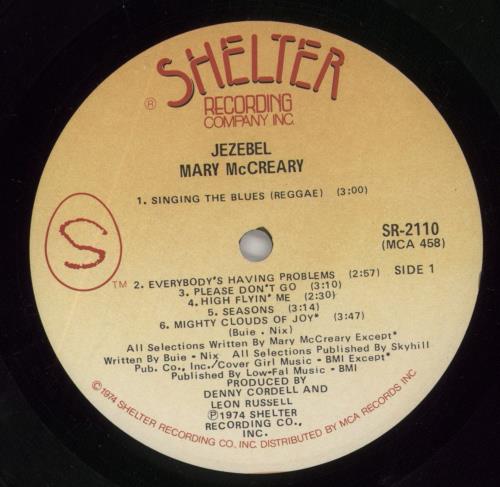 SHELTER
® RECORDING
COMPANY INC.
JEZEBEL
MARY McCREARY
1. SINGING THE BLUES (REGGAE) (3:00)
S
TM
SR-2110
(MCA 458)
SIDE 1
2. EVERYBODY'S HAVING PROBLEMS (2:57)
3. PLEASE DON'T GO (3:10)
4. HIGH FLYIN' ME (2:30)
5. SEASONS (3:14)
6. MIGHTY CLOUDS OF JOY* (3:47)
(Buie . Nix)
All Selections Written By Mary McCreary Except*
Written By Buie - Nix All Selections Published By Skyhill
Pub. Co., Inc./Cover Girl Music - BMI Except*
Published By Low-Fal Music - BMI
PRODUCED BY
DENNY CORDELL AND
LEON RUSSELL
℗1974 SHELTER
RECORDING CO.,
INC.
©1974 SHELTER RECORDING CO., INC. DISTRIBUTED BY MCA RECORDS INC.